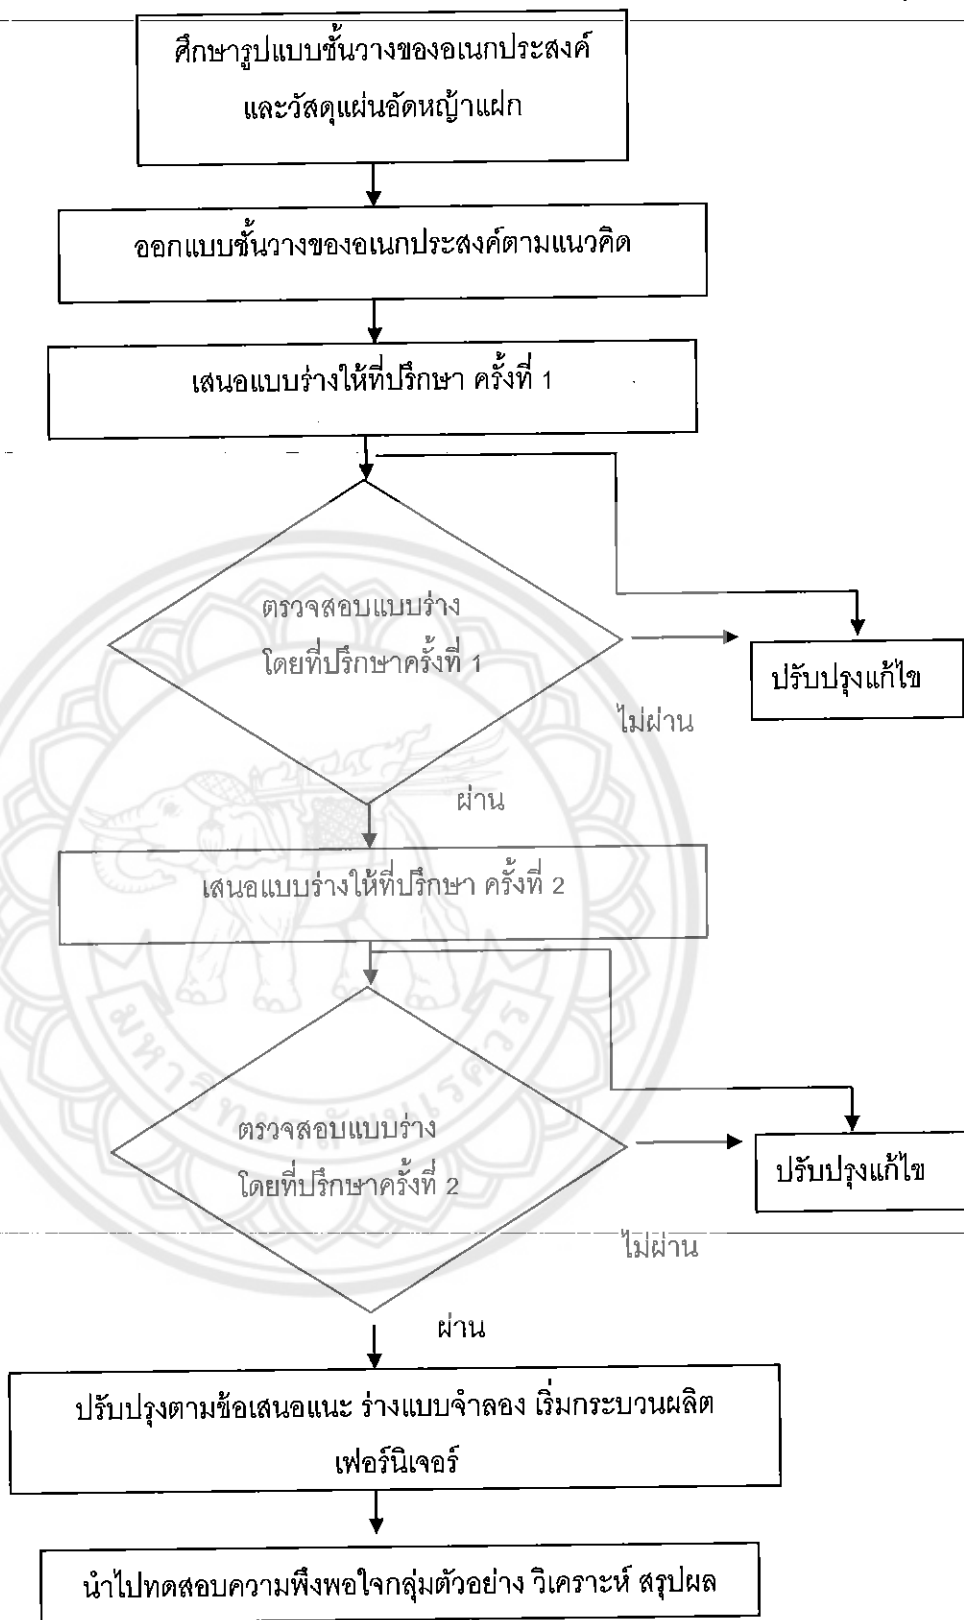 ศึกษารูปแบบชั้นวางของอเนกประสงค์
และวัสดุแผ่นอัดหญ้าแฝก
ออกแบบชั้นวางของอเนกประสงค์ตามแนวคิด
เสนอแบบร่างให้ที่ปรึกษา ครั้งที่ 1
ตรวจสอบแบบร่าง
โดยที่ปรึกษาครั้งที่ 1
ปรับปรุงแก้ไข
ไม่ผ่าน
ผ่าน
เสนอแบบร่างให้ที่ปรึกษา ครั้งที่ 2
ตรวจสอบแบบร่าง
โดยที่ปรึกษาครั้งที่ 2
ปรับปรุงแก้ไข
ไม่ผ่าน
ผ่าน
มหาวิทยาลัยนเรศวร
ปรับปรุงตามข้อเสนอแนะ ร่างแบบจำลอง เริ่มกระบวนผลิต
เฟอร์นิเจอร์
นำไปทดสอบความพึงพอใจกลุ่มตัวอย่าง วิเคราะห์ สรุปผล